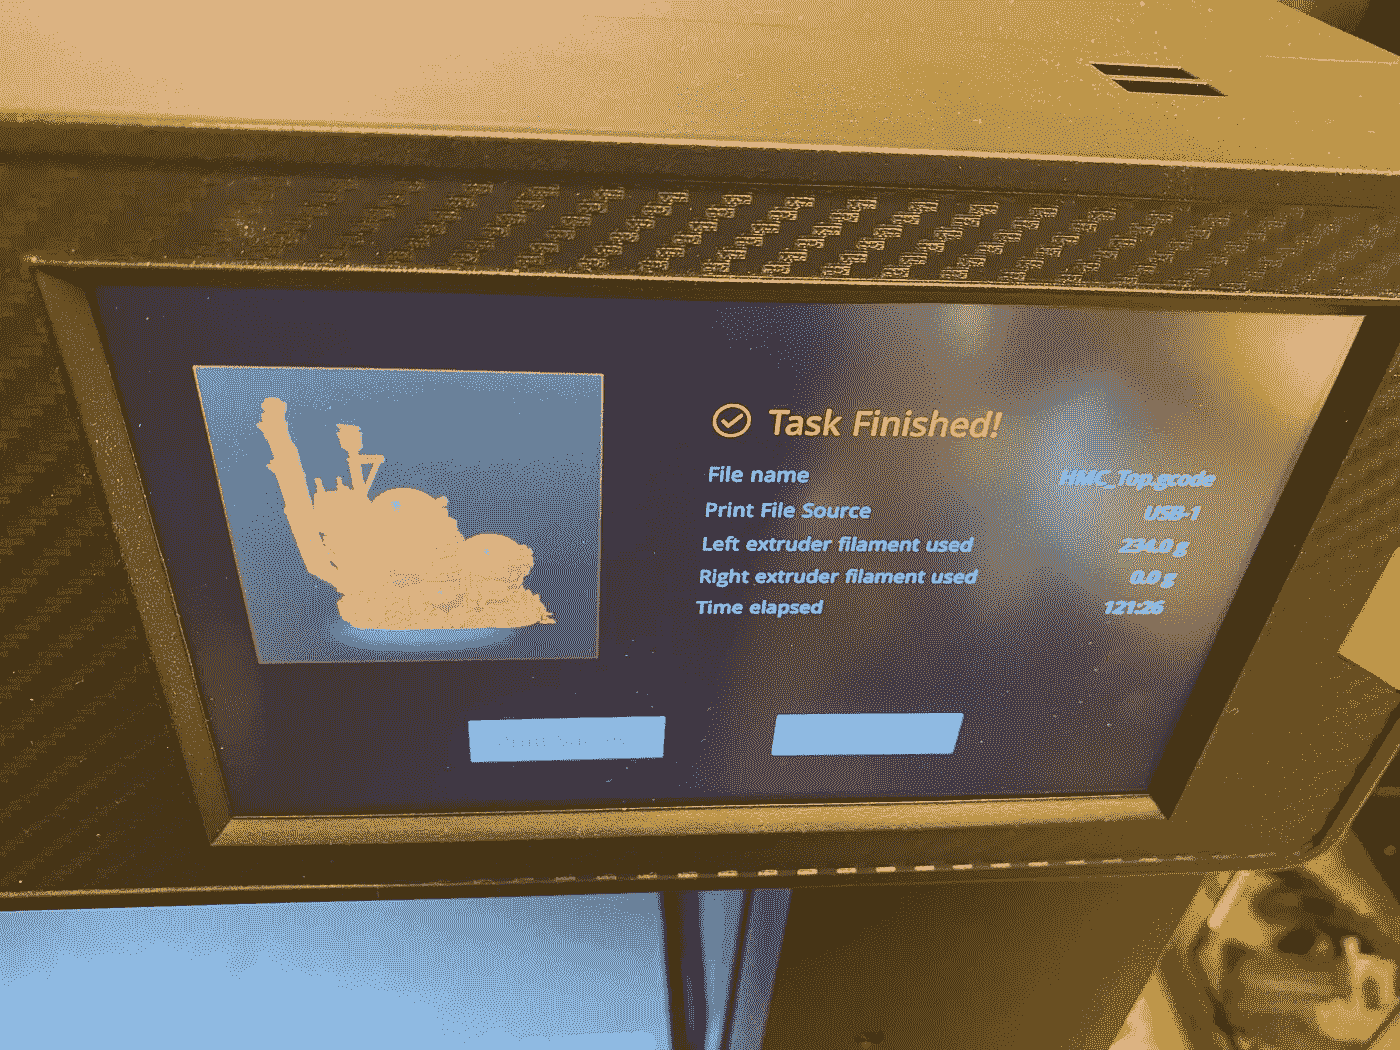 Task Finished!
File name HMC_Top.gcode
Print File Source USB-1
Left extruder filament used 234.0 g
Right extruder filament used 0.0 g
Time elapsed 121:26
Print